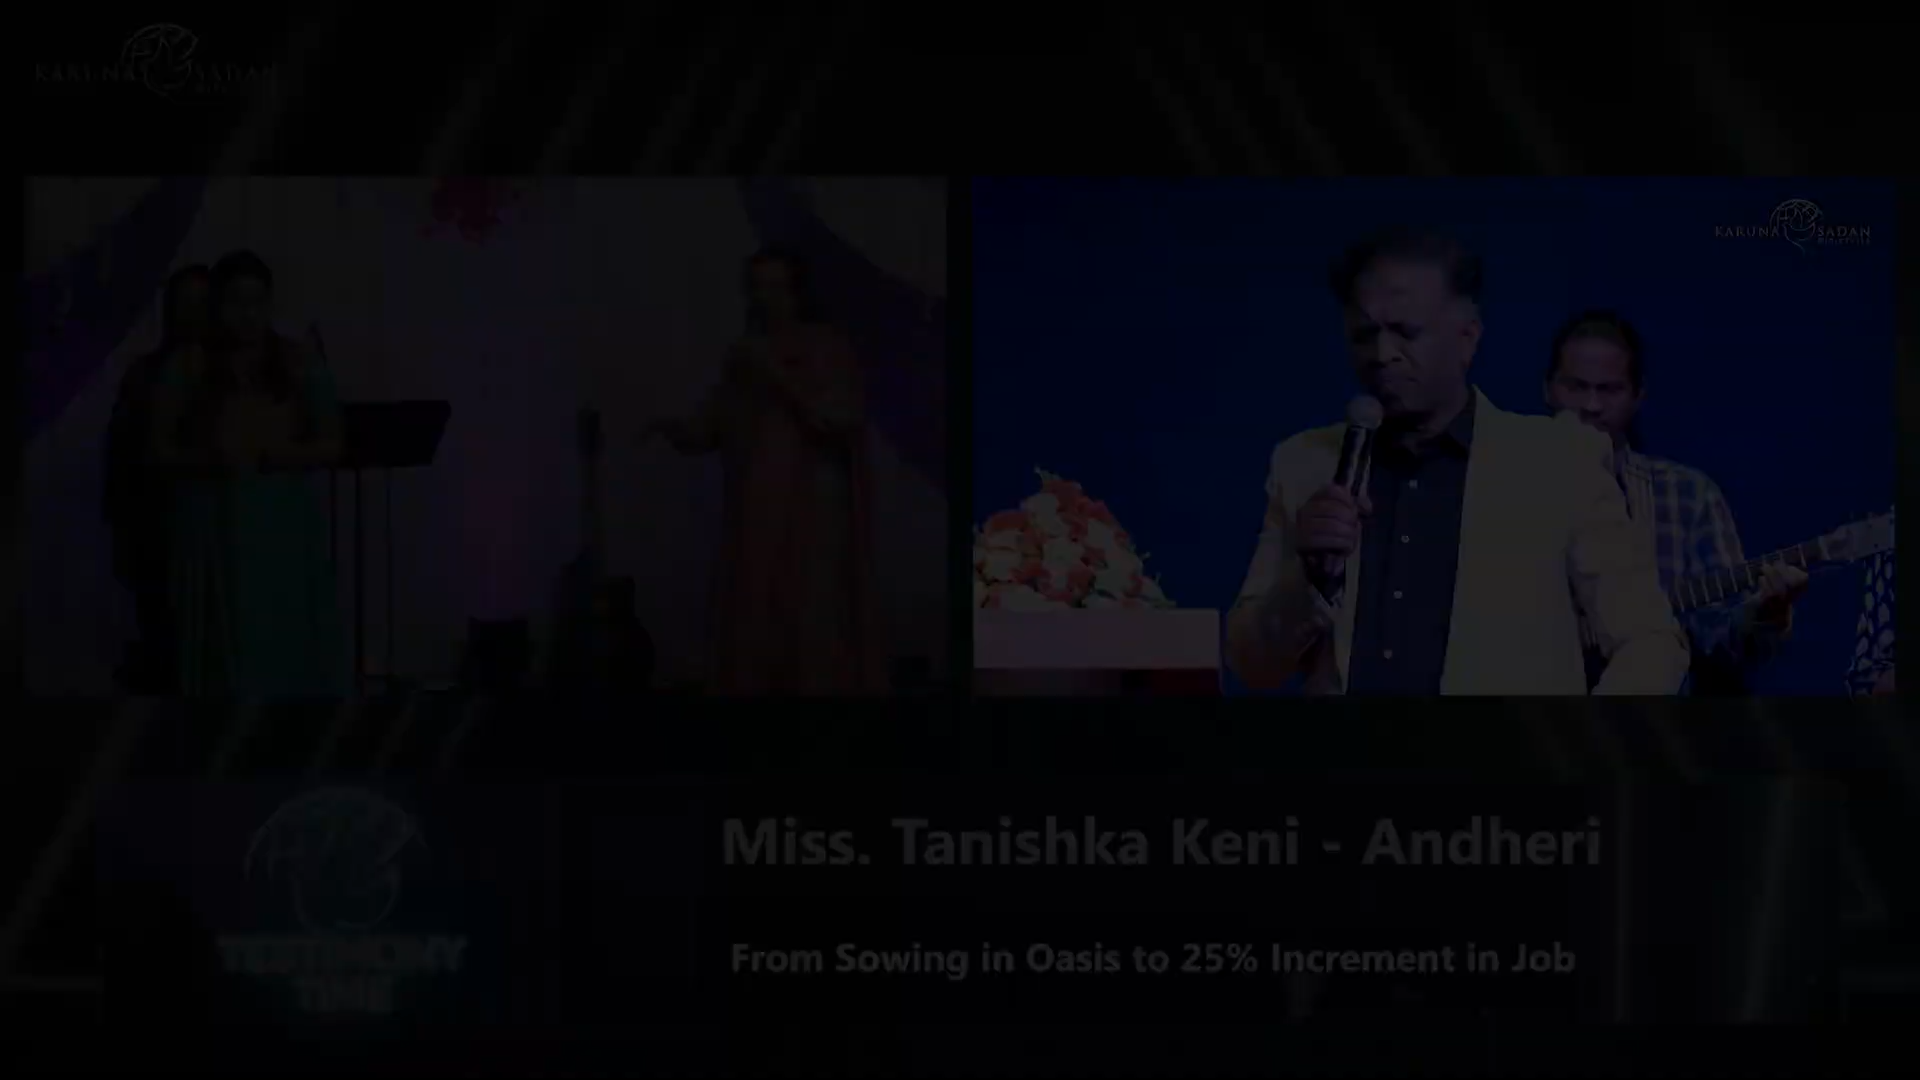 KARUNA SADAN
KARUNA SADAN
MINISTRIES
Miss. Tanishka Keni - Andheri
From Sowing in Oasis to 25% Increment in Job
TESTIMONY
TIME